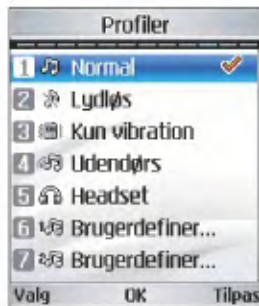 Profiler
1 Normal
2 Lydløs
3 Kun vibration
4 Udendørs
5 Headset
6 Brugerdefiner...
7 Brugerdefiner...
Valg OK Tilpas